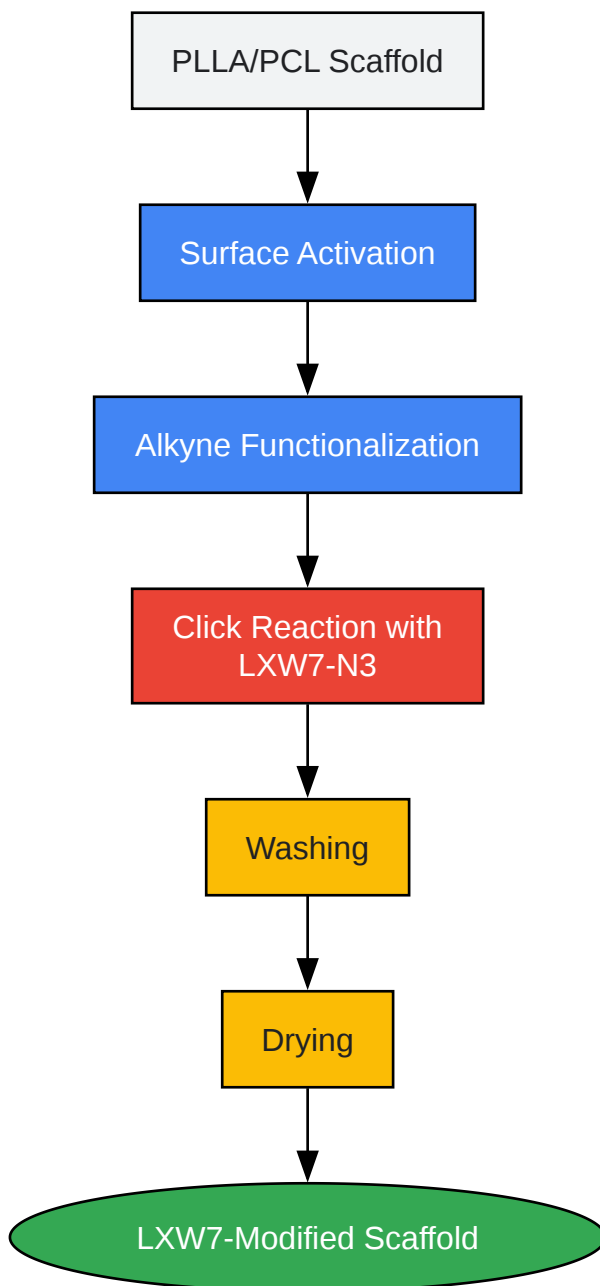 PLLA/PCL Scaffold
Surface Activation
Alkyne Functionalization
Click Reaction with
LXW7-N3
Washing
Drying
LXW7-Modified Scaffold